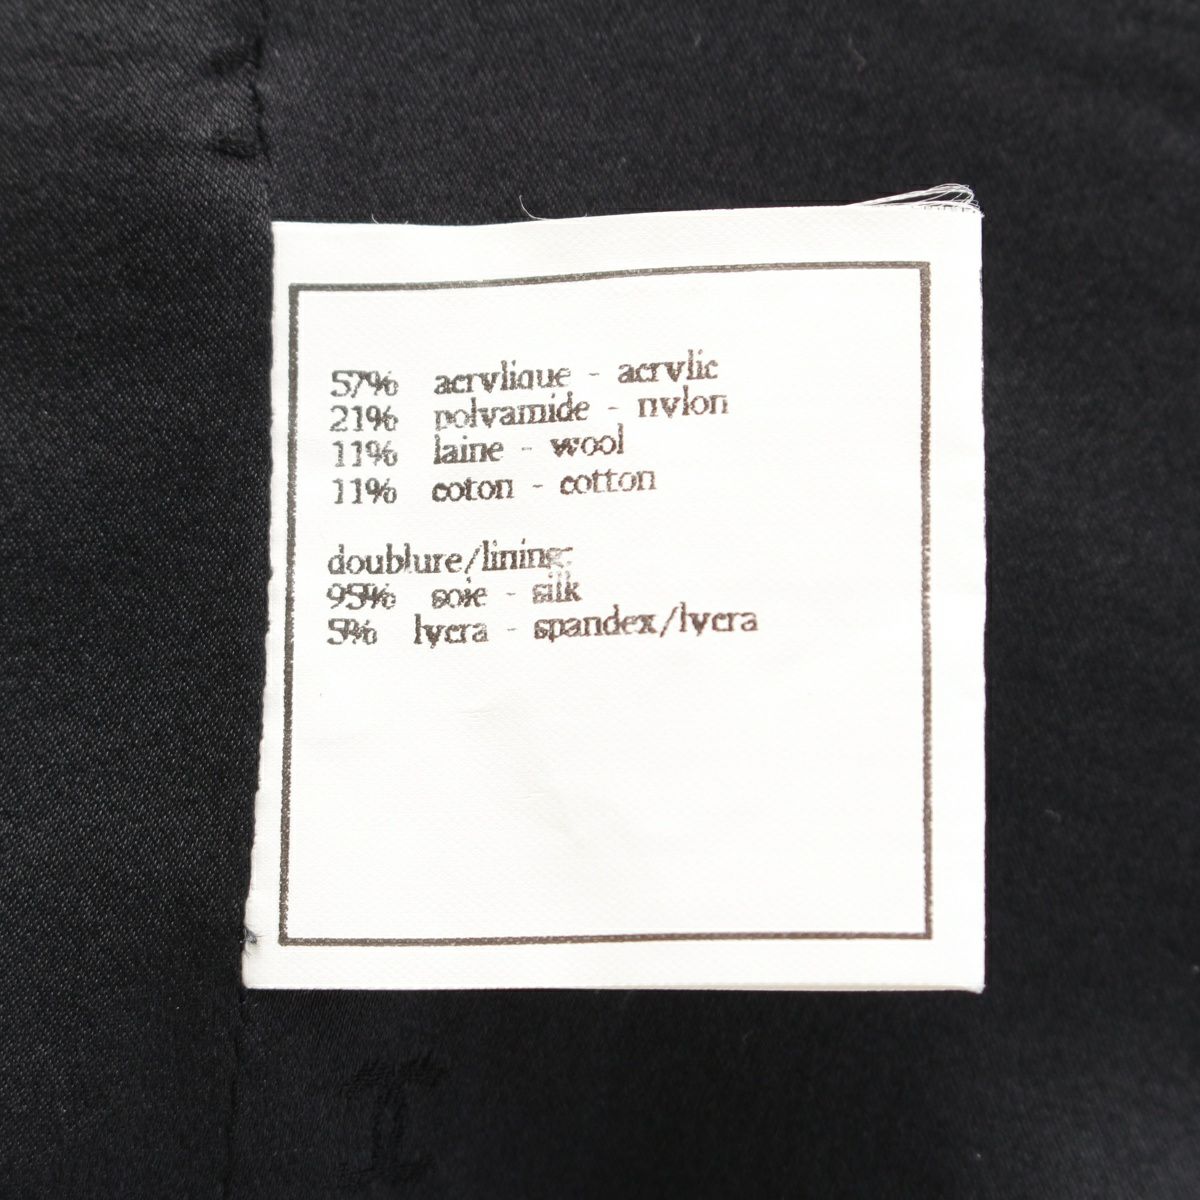 57% acrylique - acrylic
21% polyamide - nylon
11% laine - wool
11% coton - cotton
doublure/lining:
95% soie - silk
5% lycra - spandex/lycra